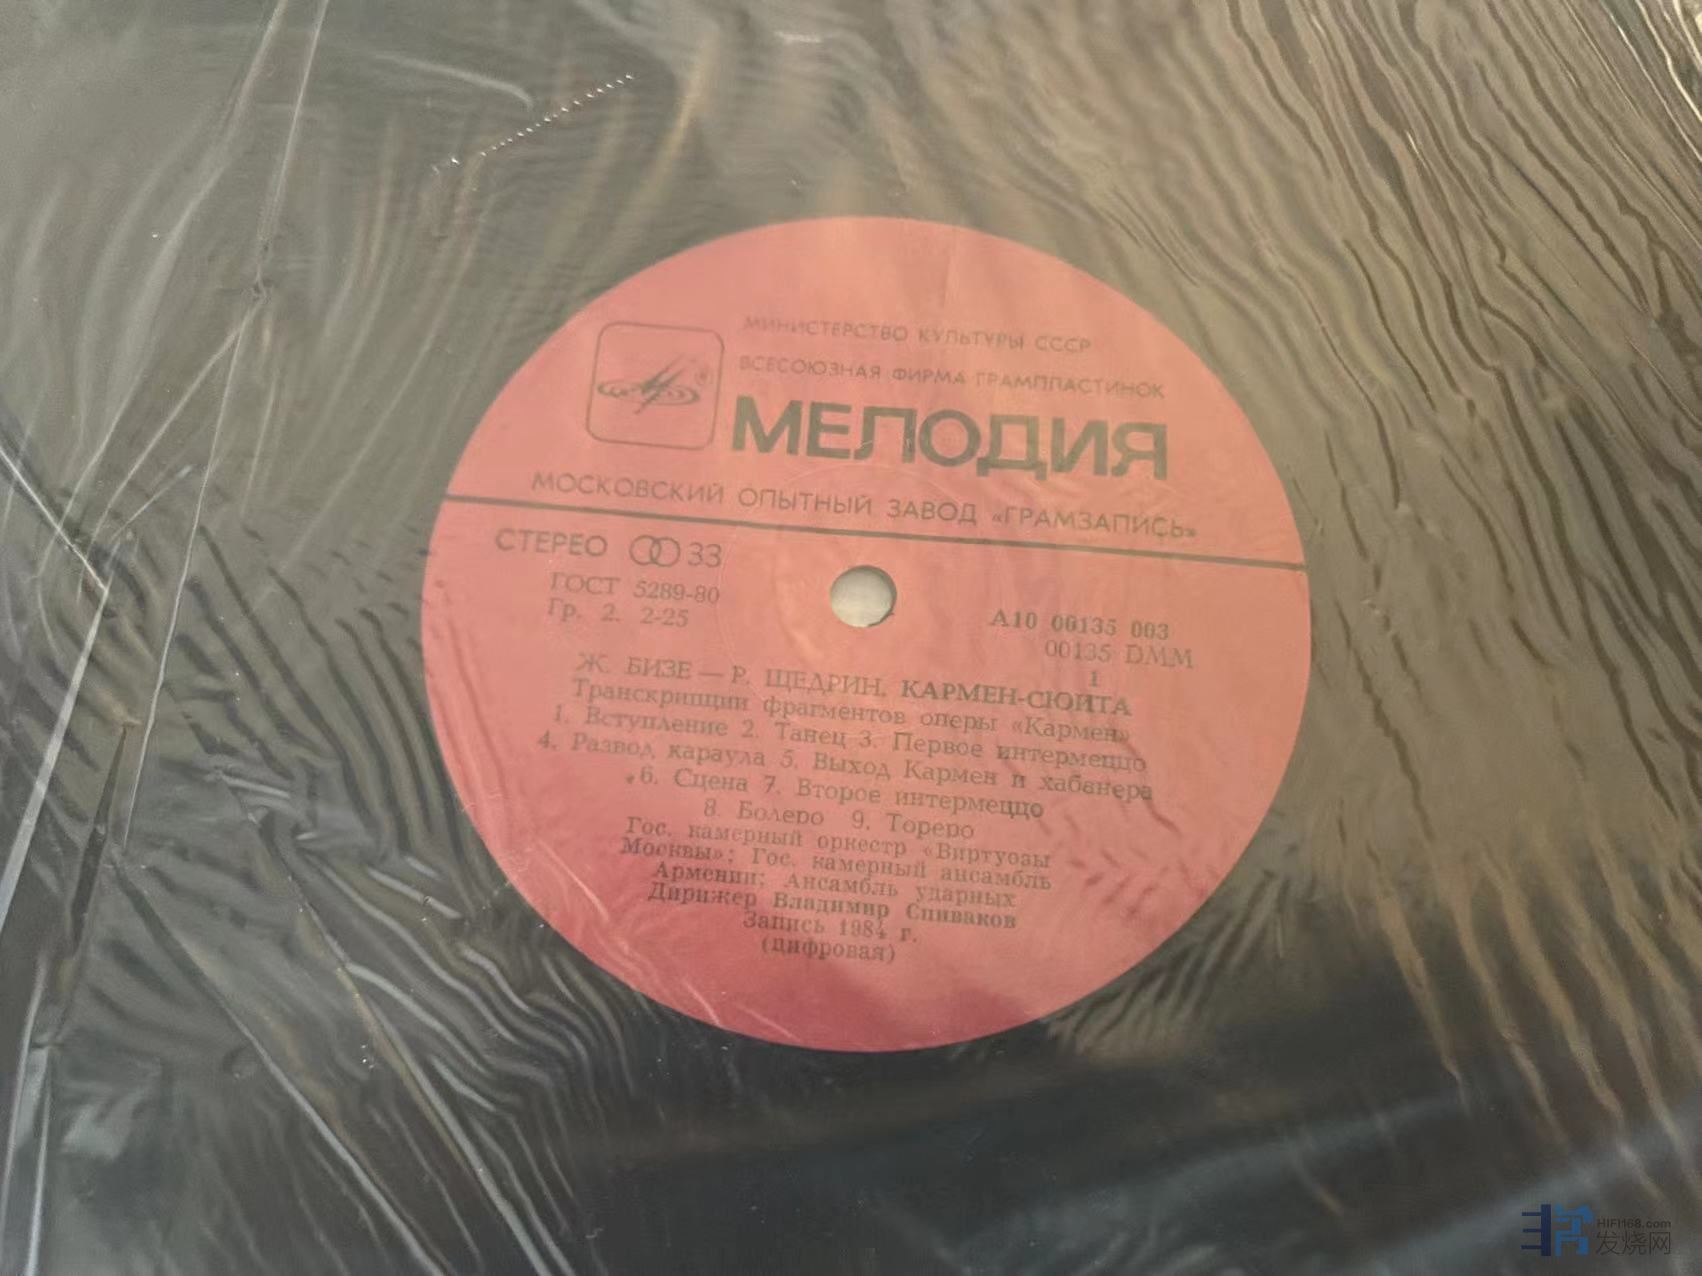 МИНИСТЕРСТВО КУЛЬТУРЫ СССР
ВСЕСОЮЗНАЯ ФИРМА ГРАМПЛАСТИНОК
МЕЛОДИЯ
МОСКОВСКИЙ ОПЫТНЫЙ ЗАВОД «ГРАМЗАПИСЬ»
СТЕРЕО 33
ГОСТ 5289-80
Гр. 2. 2-25
А10 00135 003
00135 DMM
1
Ж. БИЗЕ — Р. ЩЕДРИН. КАРМЕН-СЮИТА
Транскрипции фрагментов оперы «Кармен»
1. Вступление 2. Танец 3. Первое интермеццо
4. Развод караула 5. Выход Кармен и хабанера
6. Сцена 7. Второе интермеццо
8. Болеро 9. Тореро
Гос. камерный оркестр «Виртуозы
Москвы»; Гос. камерный ансамбль
Армении; Ансамбль ударных
Дирижер Владимир Спиваков
Запись 1984 г.
(цифровая)
HIFI168.com
发烧网